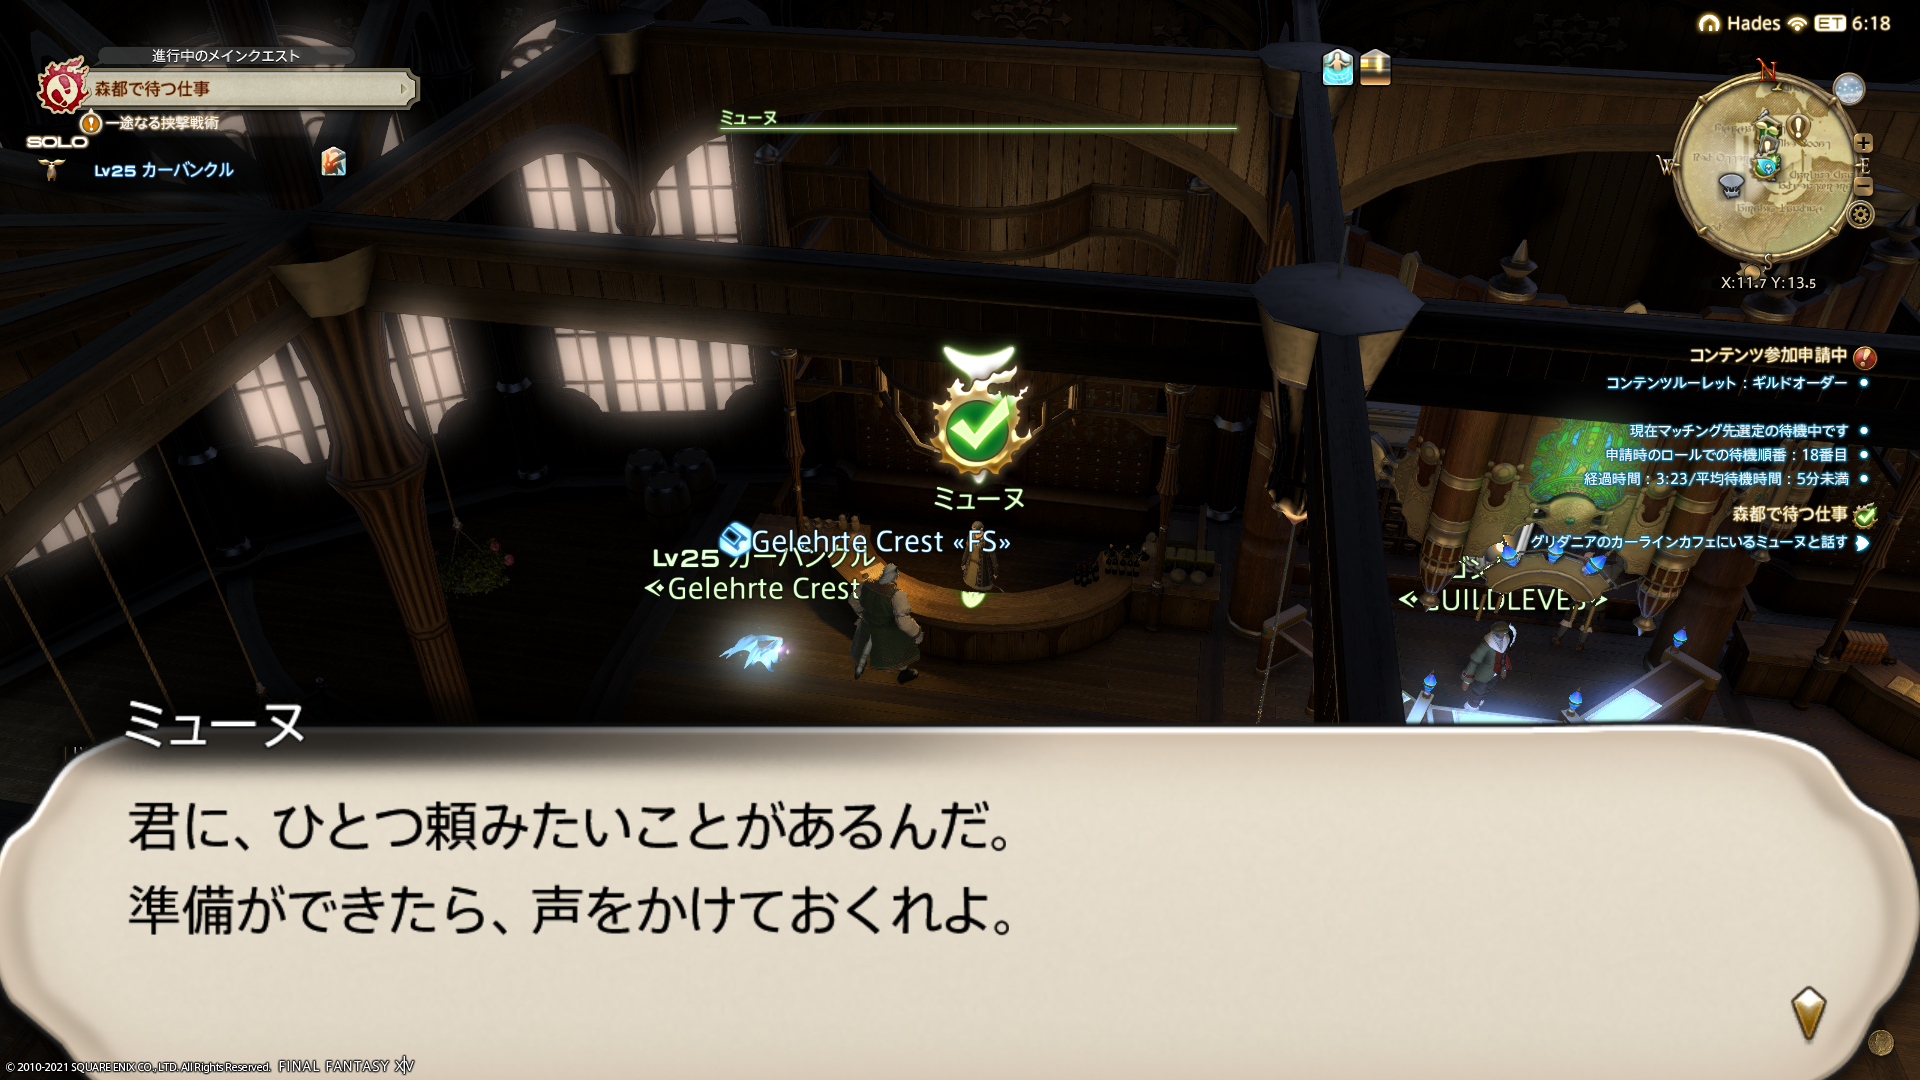 進行中のメインクエスト
森都で待つ仕事
一途なる挟撃戦術
SOLO
Lv25 カーバンクル
ミューヌ
Hades ET 6:18
N
W
E
S
X:11.7 Y:13.5
コンテンツ参加申請中
コンテンツルーレット：ギルドオーダー
現在マッチング先選定の待機中です
申請時のロールでの待機順番：18番目
経過時間：3:23/平均待機時間：5分未満
森都で待つ仕事
グリダニアのカーラインカフェにいるミューヌと話す
ミューヌ
Gelehrte Crest «FS»
Lv25 カーバンクル
<Gelehrte Crest
ミューヌ
君に、ひとつ頼みたいことがあるんだ。
準備ができたら、声をかけておくれよ。
© 2010-2021 SQUARE ENIX CO., LTD. All Rights Reserved. FINAL FANTASY XIV